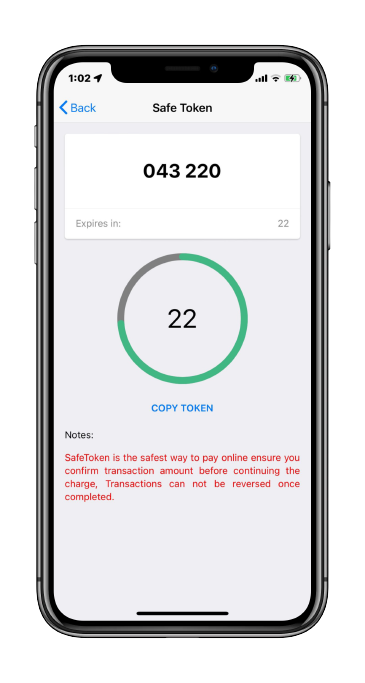 1:02
Back Safe Token
043 220
Expires in: 22
22
COPY TOKEN
Notes:
SafeToken is the safest way to pay online ensure you
confirm transaction amount before continuing the
charge, Transactions can not be reversed once
completed.